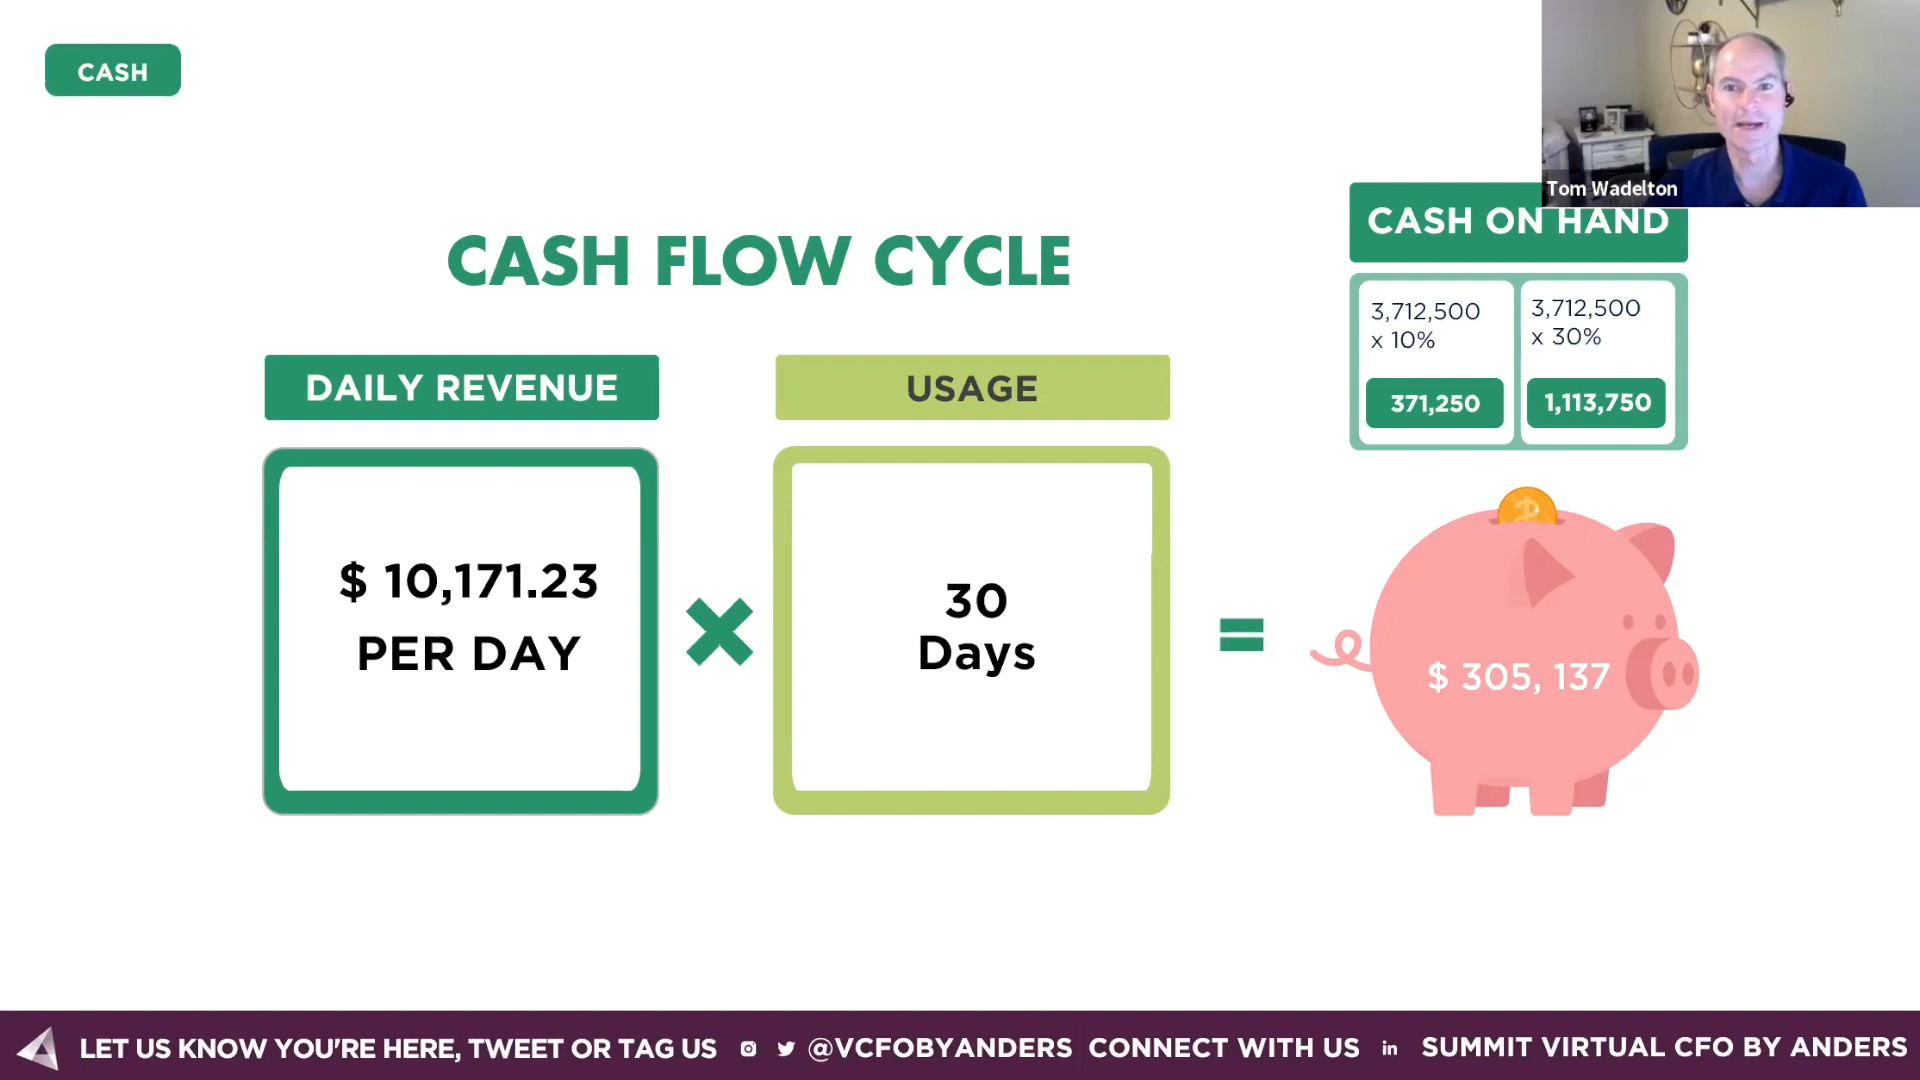 CASH
Tom Wadelton
CASH ON HAND
CASH FLOW CYCLE
3,712,500
x 10%
371,250
3,712,500
x 30%
1,113,750
DAILY REVENUE
USAGE
$ 10,171.23
PER DAY
30
Days
=
$ 305, 137
LET US KNOW YOU'RE HERE, TWEET OR TAG US @VCFOBYANDERS CONNECT WITH US in SUMMIT VIRTUAL CFO BY ANDERS